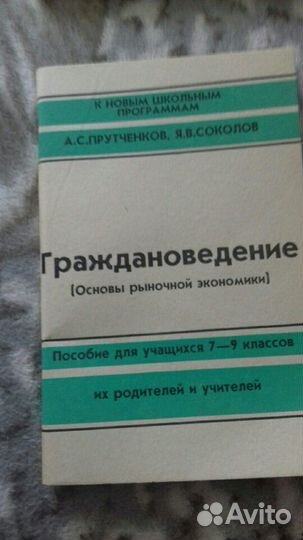 К НОВЫМ ШКОЛЬНЫМ
ПРОГРАММАМ
А.С.ПРУТЧЕНКОВ, Я.В.СОКОЛОВ
Граждановедение
(Основы рыночной экономики)
Пособие для учащихся 7—9 классов
их родителей и учителей
Avito